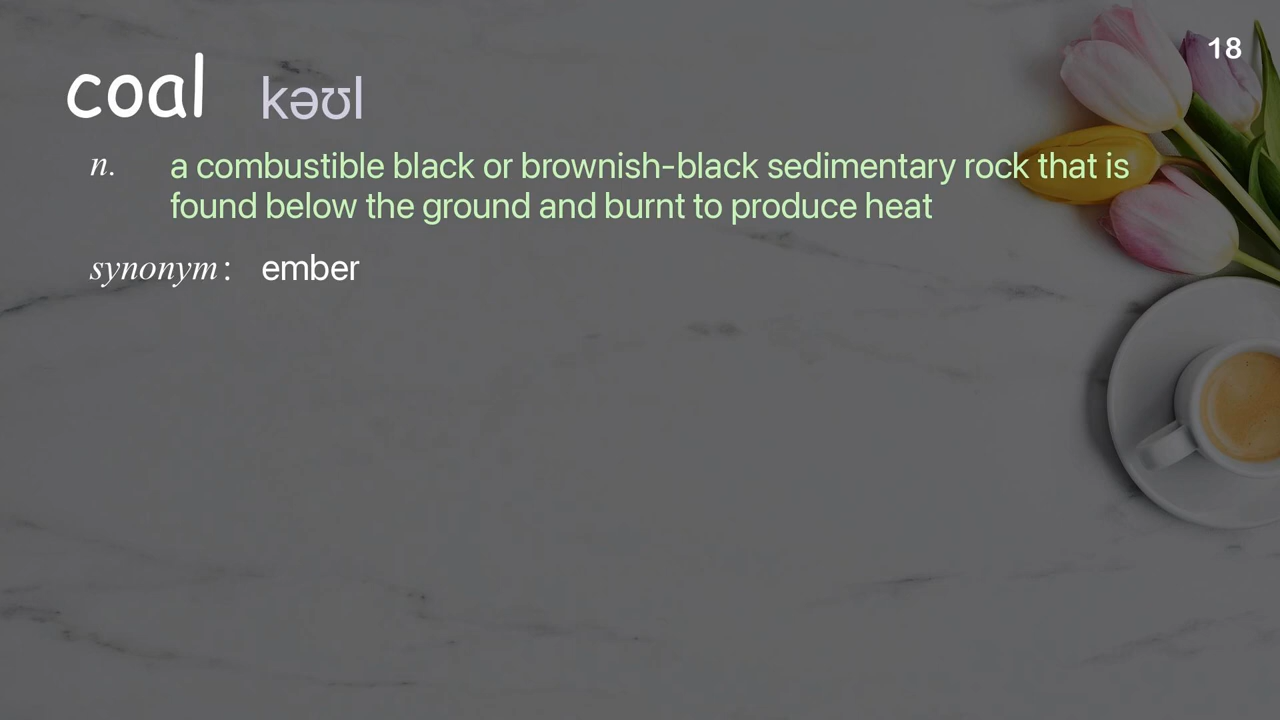 18
coal kəʊl
n. a combustible black or brownish-black sedimentary rock that is
found below the ground and burnt to produce heat
synonym: ember